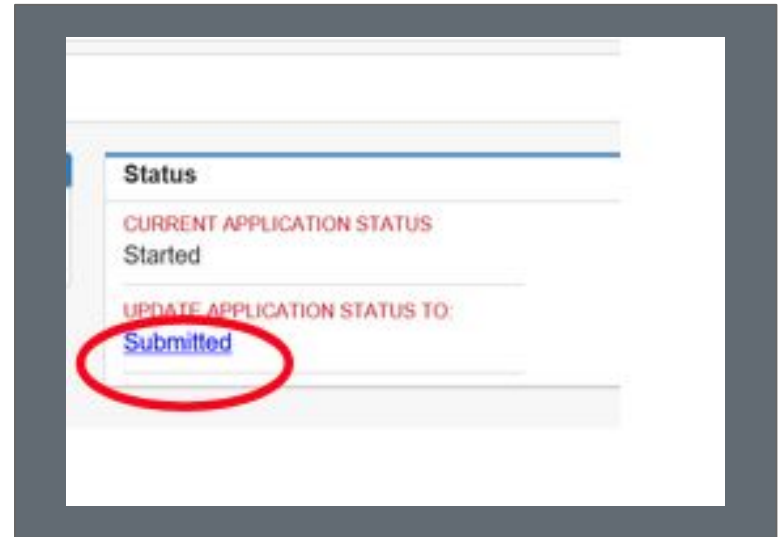 Status
CURRENT APPLICATION STATUS
Started
UPDATE APPLICATION STATUS TO:
Submitted